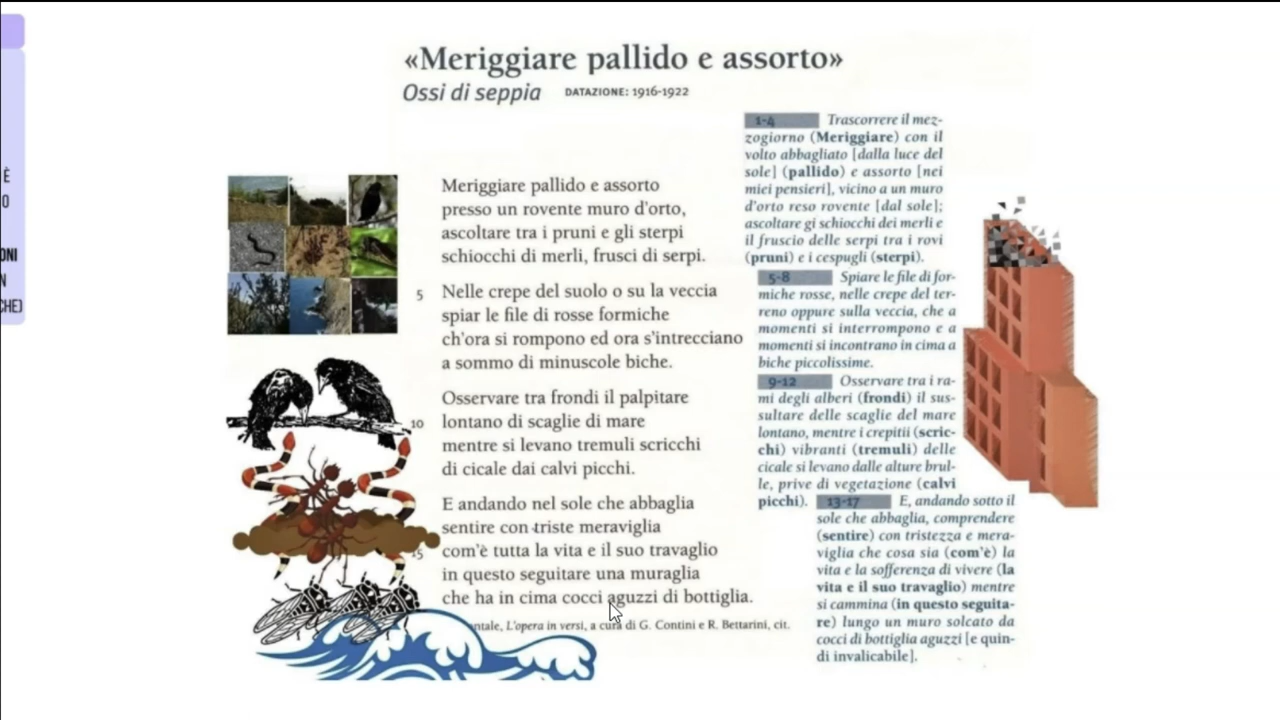 È
O
ONI
N
CHE)
«Meriggiare pallido e assorto»
Ossi di seppia DATAZIONE: 1916-1922
Meriggiare pallido e assorto
presso un rovente muro d'orto,
ascoltare tra i pruni e gli sterpi
schiocchi di merli, frusci di serpi.
5 Nelle crepe del suolo o su la veccia
spiar le file di rosse formiche
ch'ora si rompono ed ora s'intrecciano
a sommo di minuscole biche.
Osservare tra frondi il palpitare
10 lontano di scaglie di mare
mentre si levano tremuli scricchi
di cicale dai calvi picchi.
E andando nel sole che abbaglia
sentire con triste meraviglia
15 com'è tutta la vita e il suo travaglio
in questo seguitare una muraglia
che ha in cima cocci aguzzi di bottiglia.
ntale, L'opera in versi, a cura di G. Contini e R. Bettarini, cit.
1-4 Trascorrere il mez-
zogiorno (Meriggiare) con il
volto abbagliato [dalla luce del
sole] (pallido) e assorto [nei
miei pensieri], vicino a un muro
d'orto reso rovente [dal sole];
ascoltare gi schiocchi dei merli e
il fruscio delle serpi tra i rovi
(pruni) e i cespugli (sterpi).
5-8 Spiare le file di for-
miche rosse, nelle crepe del ter-
reno oppure sulla veccia, che a
momenti si interrompono e a
momenti si incontrano in cima a
biche piccolissime.
9-12 Osservare tra i ra-
mi degli alberi (frondi) il sus-
sultare delle scaglie del mare
lontano, mentre i crepitii (scric-
chi) vibranti (tremuli) delle
cicale si levano dalle alture brul-
le, prive di vegetazione (calvi
picchi). 13-17 E, andando sotto il
sole che abbaglia, comprendere
(sentire) con tristezza e mera-
viglia che cosa sia (com'è) la
vita e la sofferenza di vivere (la
vita e il suo travaglio) mentre
si cammina (in questo seguita-
re) lungo un muro solcato da
cocci di bottiglia aguzzi [e quin-
di invalicabile].